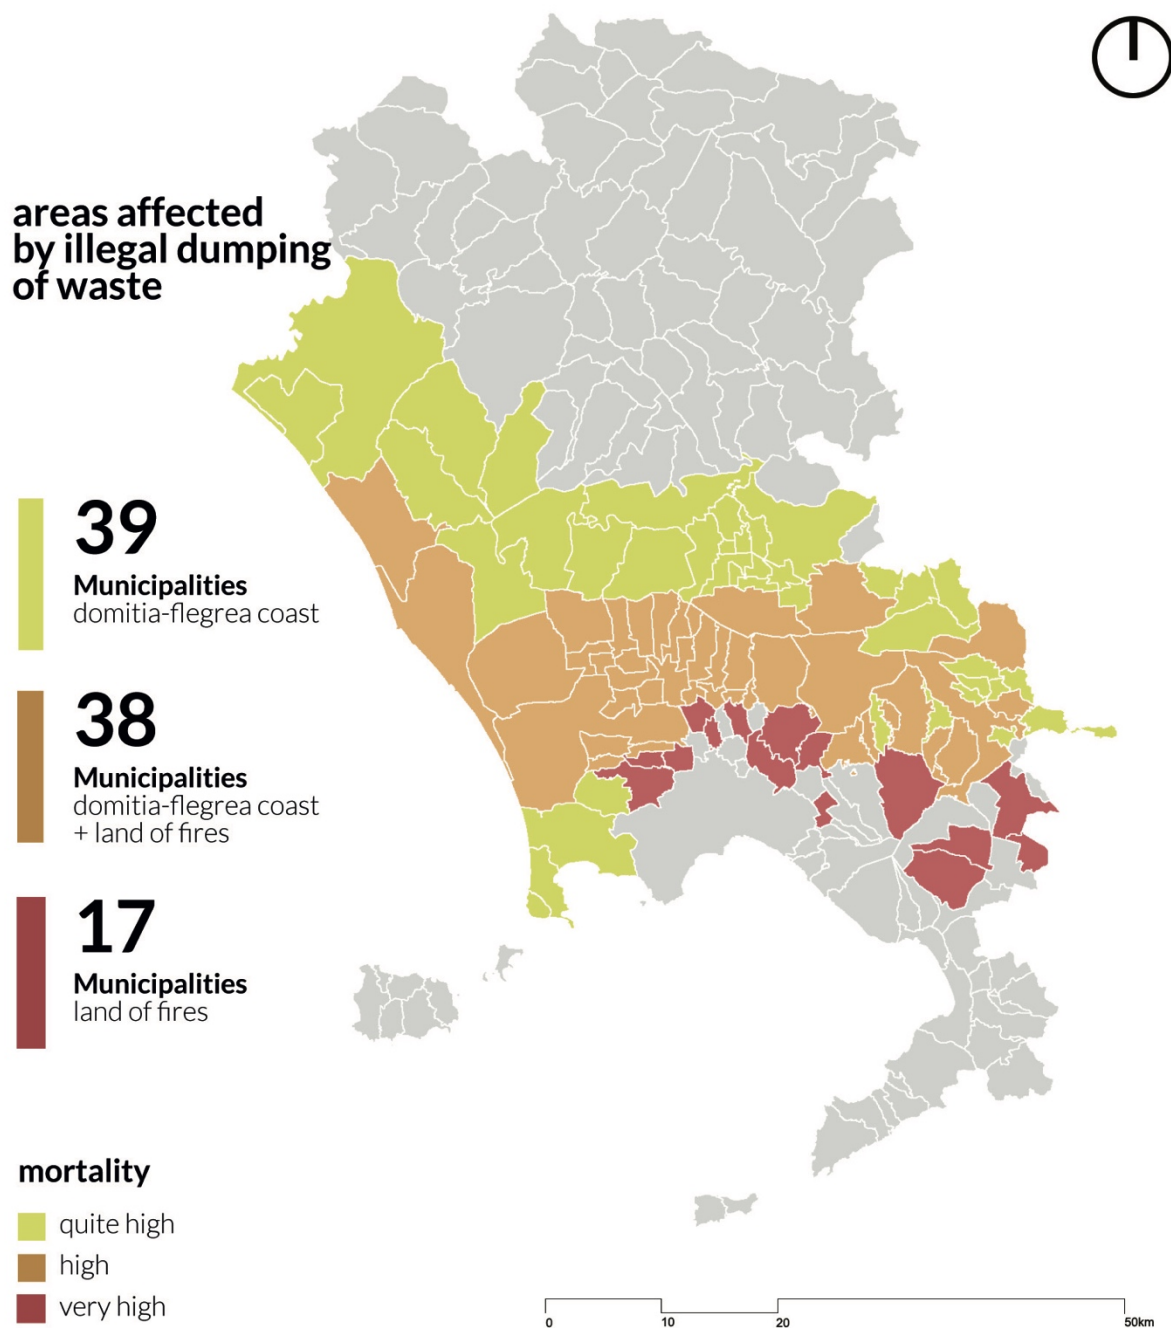 areas affected
by illegal dumping
of waste
39
Municipalities
domitia-flegrea coast
38
Municipalities
domitia-flegrea coast
+ land of fires
17
Municipalities
land of fires
mortality
quite high
high
very high
0 10 20 50km